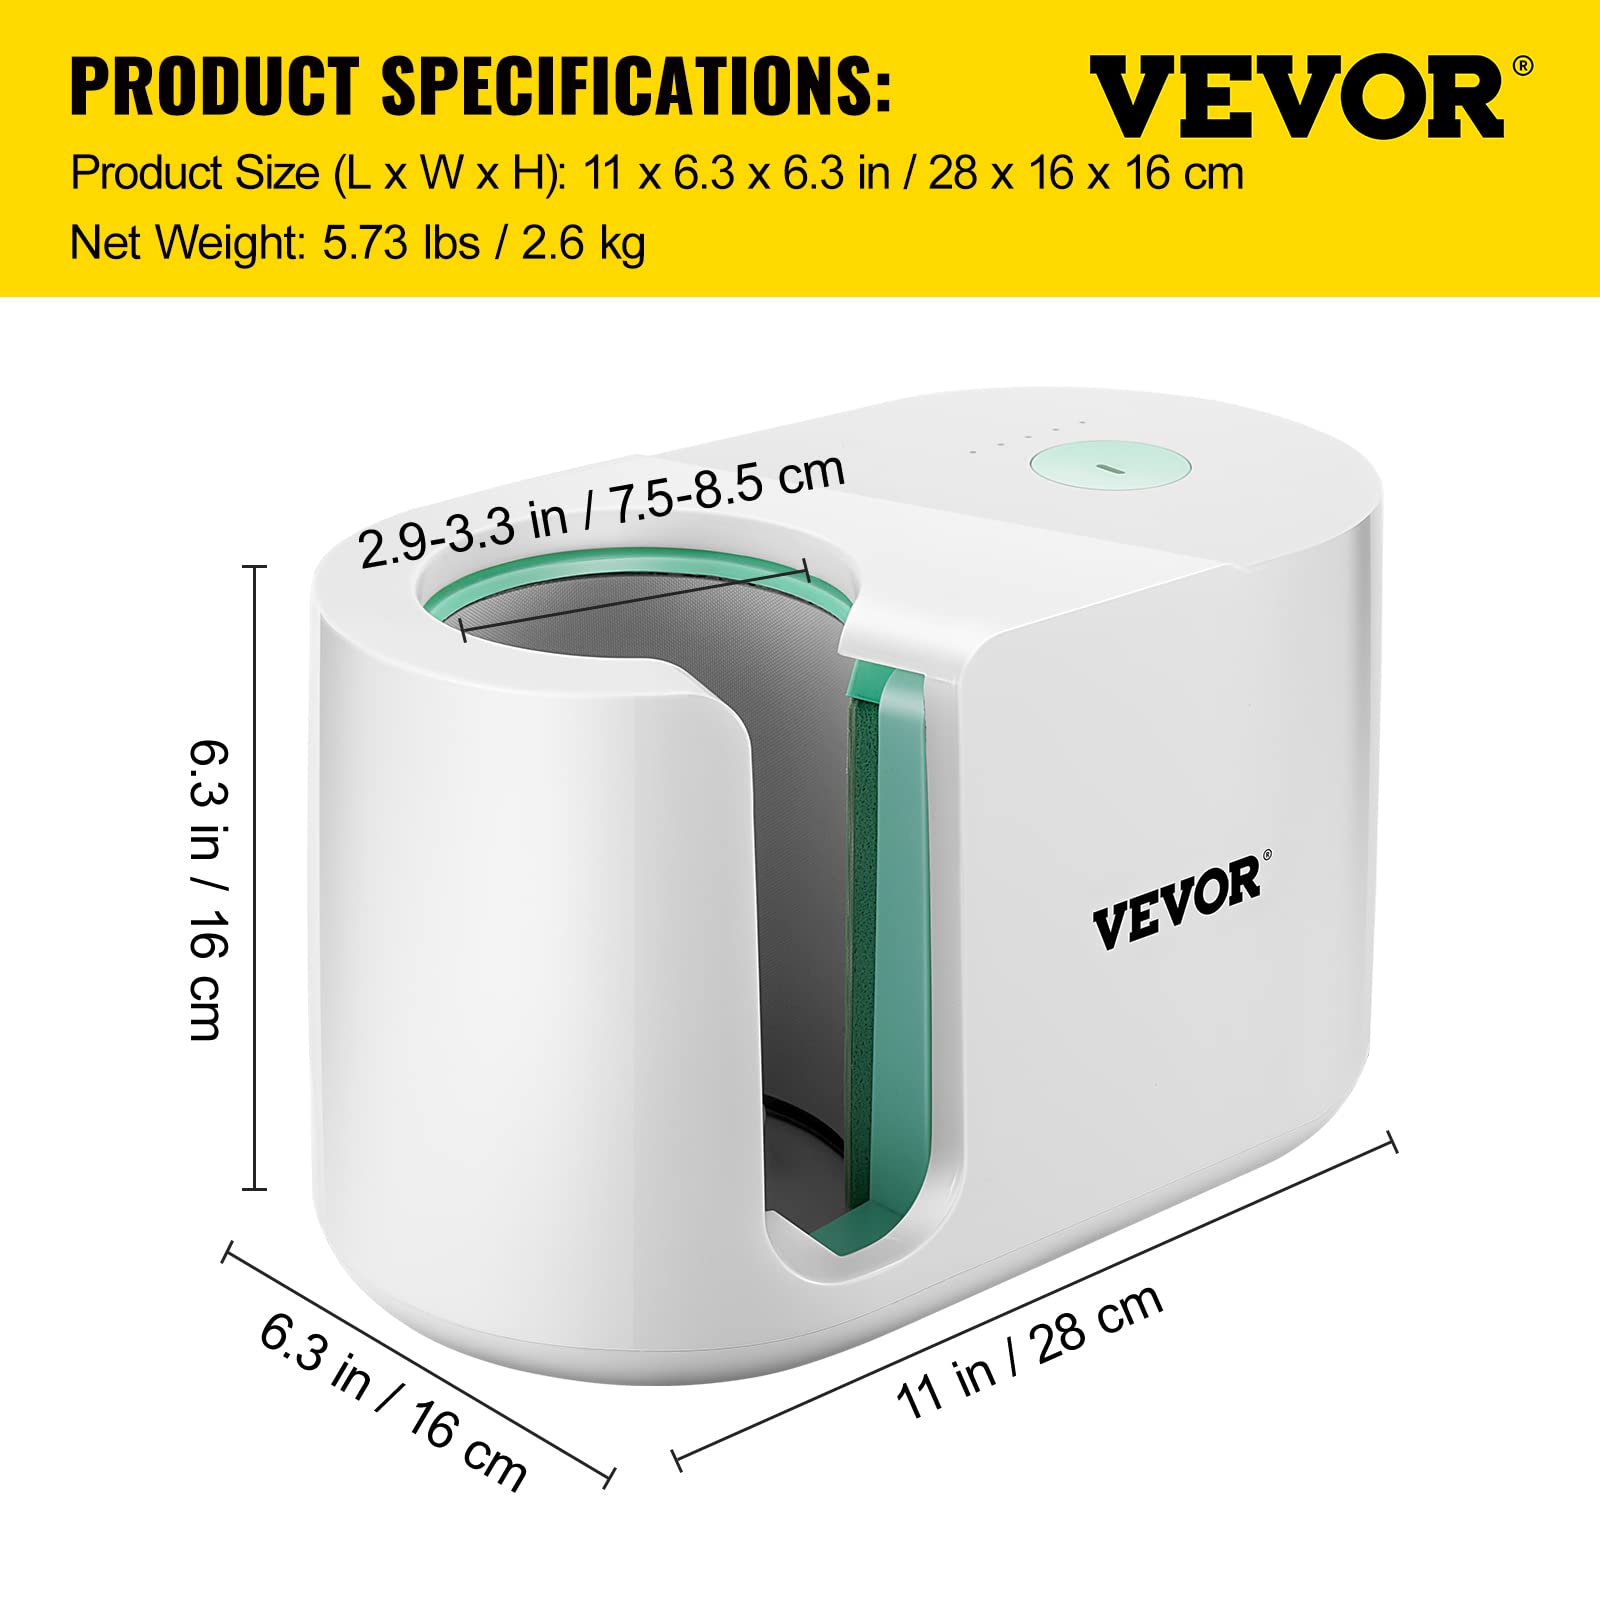 PRODUCT SPECIFICATIONS:
VEVOR®
Product Size (L x W x H): 11 x 6.3 x 6.3 in / 28 x 16 x 16 cm
Net Weight: 5.73 lbs / 2.6 kg
2.9-3.3 in / 7.5-8.5 cm
6.3 in / 16 cm
VEVOR®
6.3 in / 16 cm
11 in / 28 cm